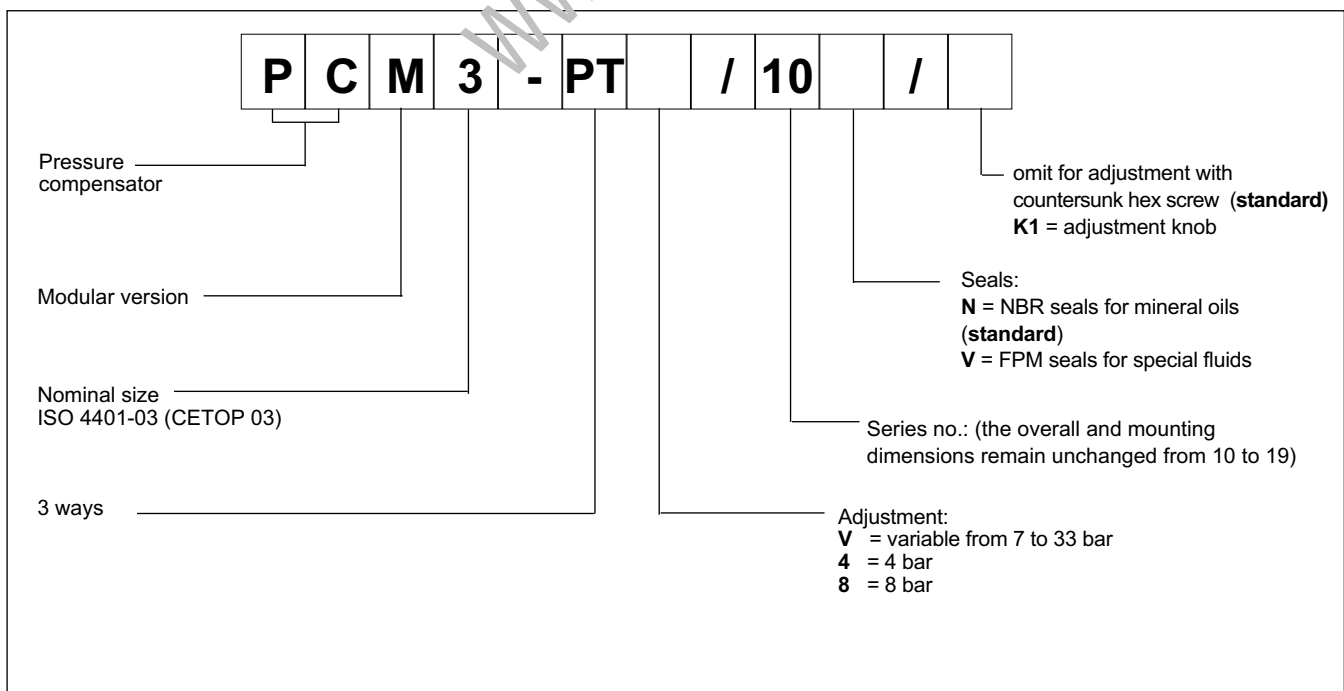 P C M 3 - PT / 10 /
Pressure
compensator
Modular version
Nominal size
ISO 4401-03 (CETOP 03)
3 ways
omit for adjustment with
countersunk hex screw (standard)
K1 = adjustment knob
Seals:
N = NBR seals for mineral oils
(standard)
V = FPM seals for special fluids
Series no.: (the overall and mounting
dimensions remain unchanged from 10 to 19)
Adjustment:
V = variable from 7 to 33 bar
4 = 4 bar
8 = 8 bar